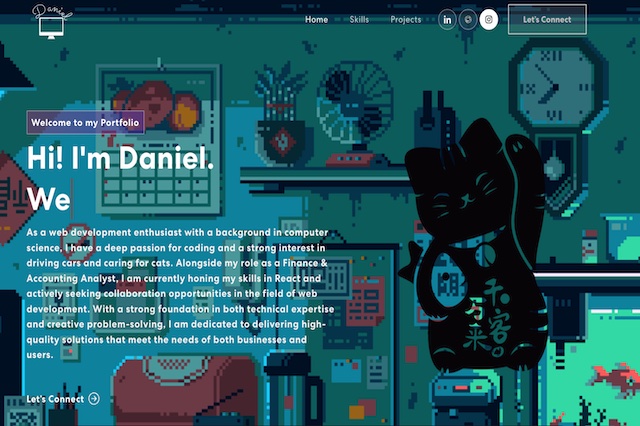 Daniel
Home Skills Projects Let's Connect
Welcome to my Portfolio
Hi! I'm Daniel.
We
As a web development enthusiast with a background in computer
science, I have a deep passion for coding and a strong interest in
driving cars and caring for cats. Alongside my role as a Finance &
Accounting Analyst, I am currently honing my skills in React and
actively seeking collaboration opportunities in the field of web
development. With a strong foundation in both technical expertise
and creative problem-solving, I am dedicated to delivering high-
quality solutions that meet the needs of both businesses and
users.
Let's Connect
千客。
万来